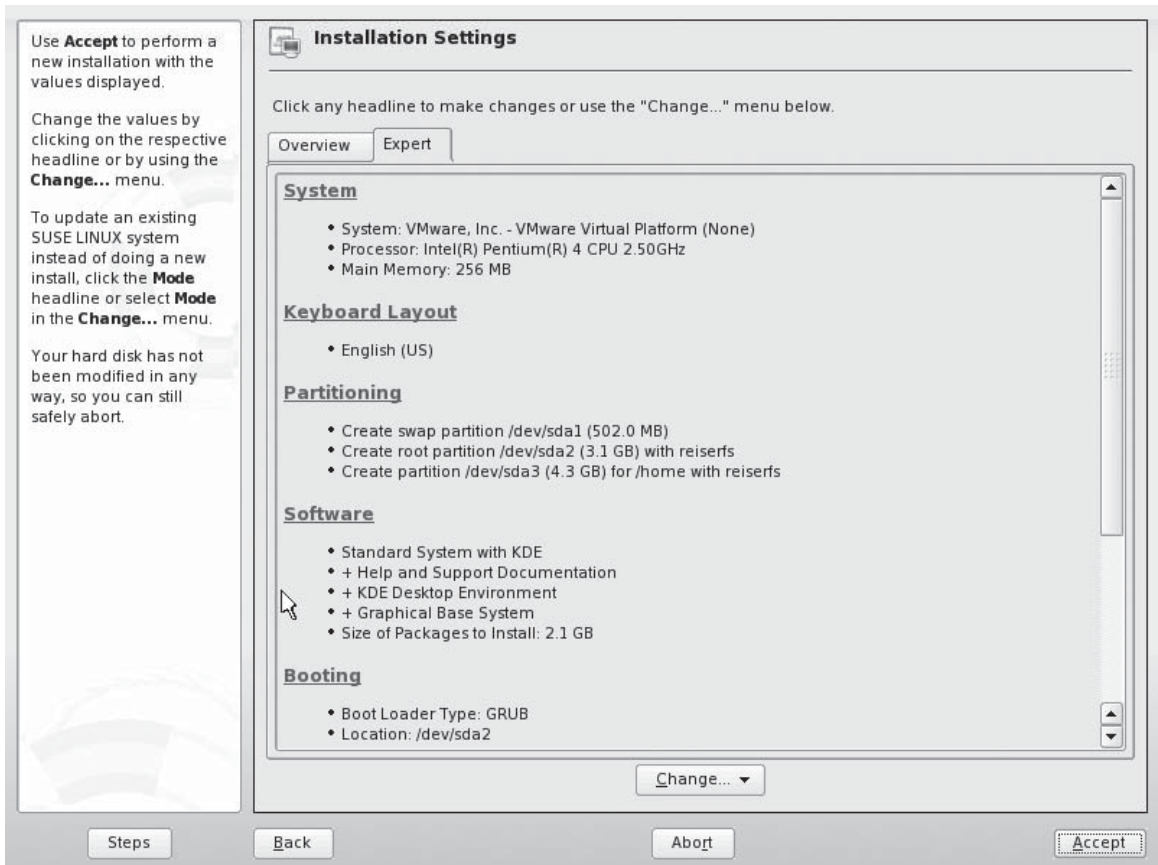 Use Accept to perform a
new installation with the
values displayed.
Change the values by
clicking on the respective
headline or by using the
Change... menu.
To update an existing
SUSE LINUX system
instead of doing a new
install, click the Mode
headline or select Mode
in the Change... menu.
Your hard disk has not
been modified in any
way, so you can still
safely abort.
Installation Settings
Click any headline to make changes or use the "Change..." menu below.
Overview
Expert
System
• System: VMware, Inc. - VMware Virtual Platform (None)
• Processor: Intel(R) Pentium(R) 4 CPU 2.50GHz
• Main Memory: 256 MB
Keyboard Layout
• English (US)
Partitioning
• Create swap partition /dev/sda1 (502.0 MB)
• Create root partition /dev/sda2 (3.1 GB) with reiserfs
• Create partition /dev/sda3 (4.3 GB) for /home with reiserfs
Software
• Standard System with KDE
• + Help and Support Documentation
• + KDE Desktop Environment
• + Graphical Base System
• Size of Packages to Install: 2.1 GB
Booting
• Boot Loader Type: GRUB
• Location: /dev/sda2
Change...
Steps
Back
Abort
Accept